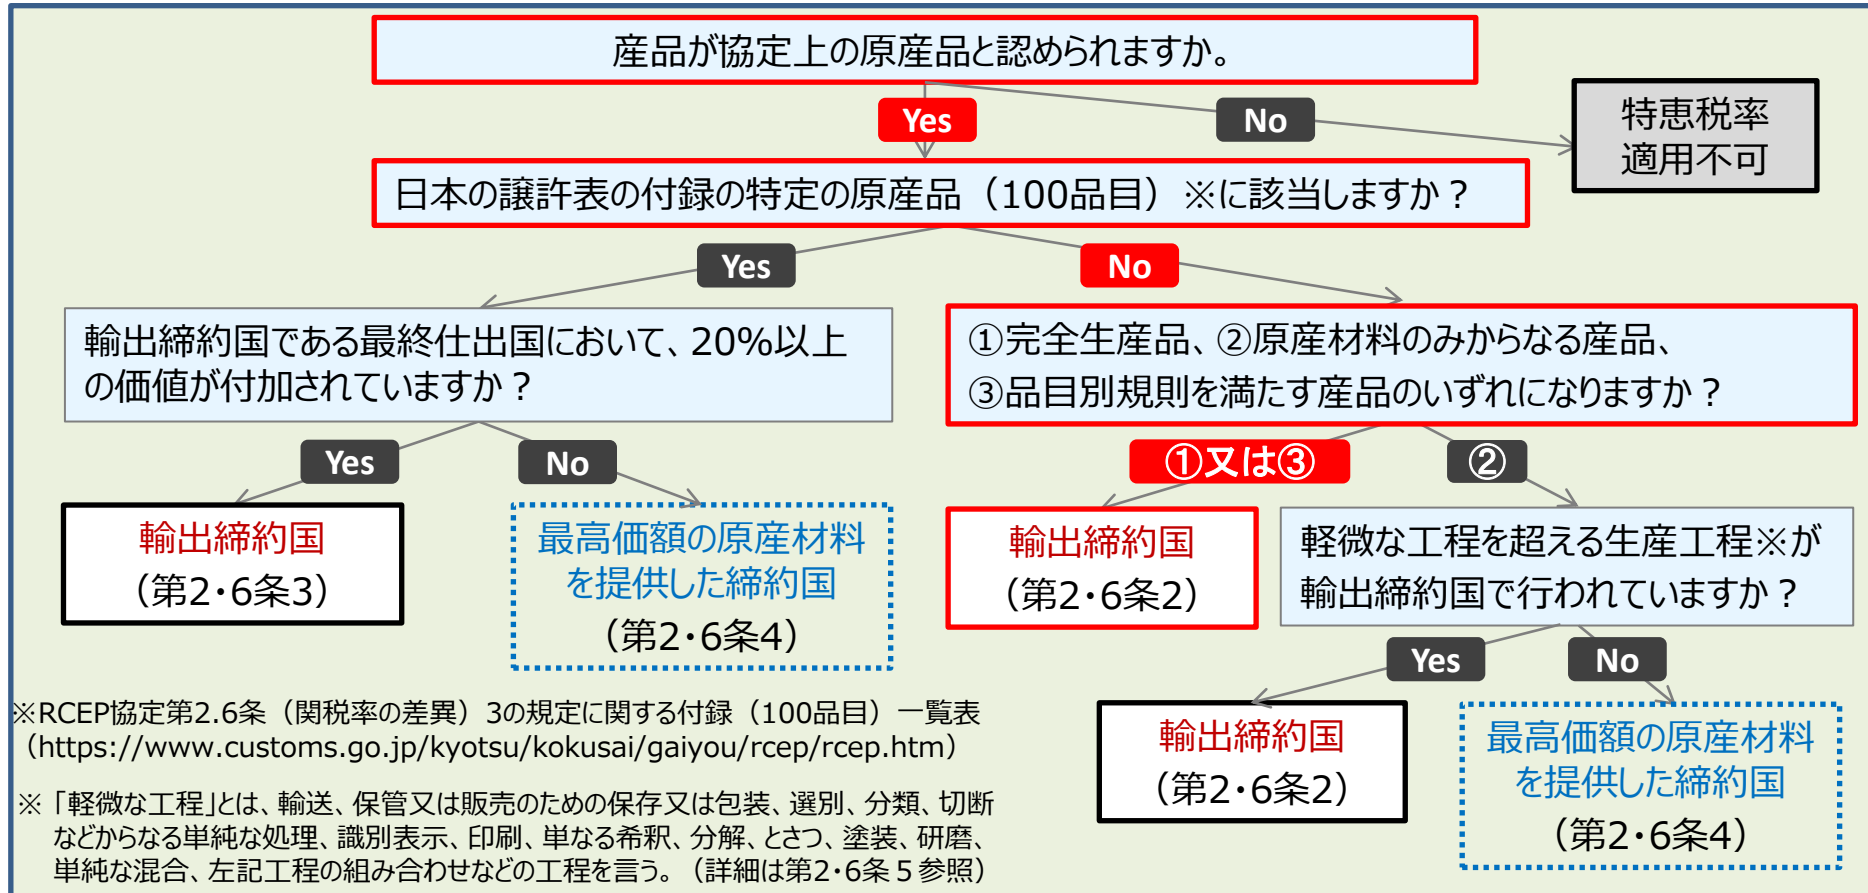 産品が協定上の原産品と認められますか。
Yes
No
特恵税率
適用不可
日本の譲許表の付録の特定の原産品（100品目）※に該当しますか？
Yes
No
輸出締約国である最終仕出国において、20%以上
の価値が付加されていますか？
①完全生産品、②原産材料のみからなる産品、
③品目別規則を満たす産品のいずれになりますか？
Yes
No
①又は③
②
輸出締約国
（第2・6条3）
最高価額の原産材料
を提供した締約国
（第2・6条4）
輸出締約国
（第2・6条2）
軽微な工程を超える生産工程※が
輸出締約国で行われていますか？
Yes
No
輸出締約国
（第2・6条2）
最高価額の原産材料
を提供した締約国
（第2・6条4）
※RCEP協定第2.6条（関税率の差異）3の規定に関する付録（100品目）一覧表
（https://www.customs.go.jp/kyotsu/kokusai/gaiyou/rcep/rcep.htm）
※「軽微な工程」とは、輸送、保管又は販売のための保存又は包装、選別、分類、切断
などからなる単純な処理、識別表示、印刷、単なる希釈、分解、とさつ、塗装、研磨、
単純な混合、左記工程の組み合わせなどの工程を言う。（詳細は第2・6条５参照）